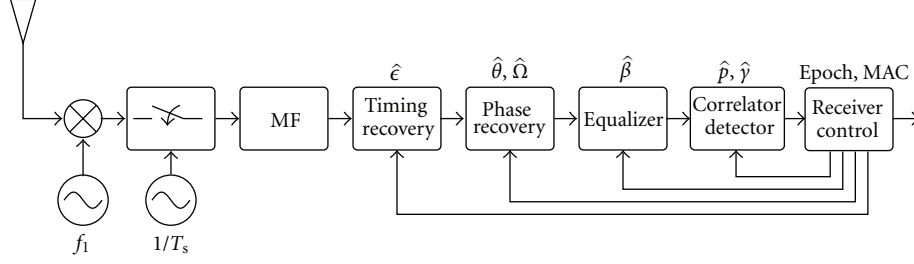 ε̂
θ̂, Ω̂
β̂
p̂, γ̂
Epoch, MAC
MF
Timing
recovery
Phase
recovery
Equalizer
Correlator
detector
Receiver
control
f₁
1/Tₛ